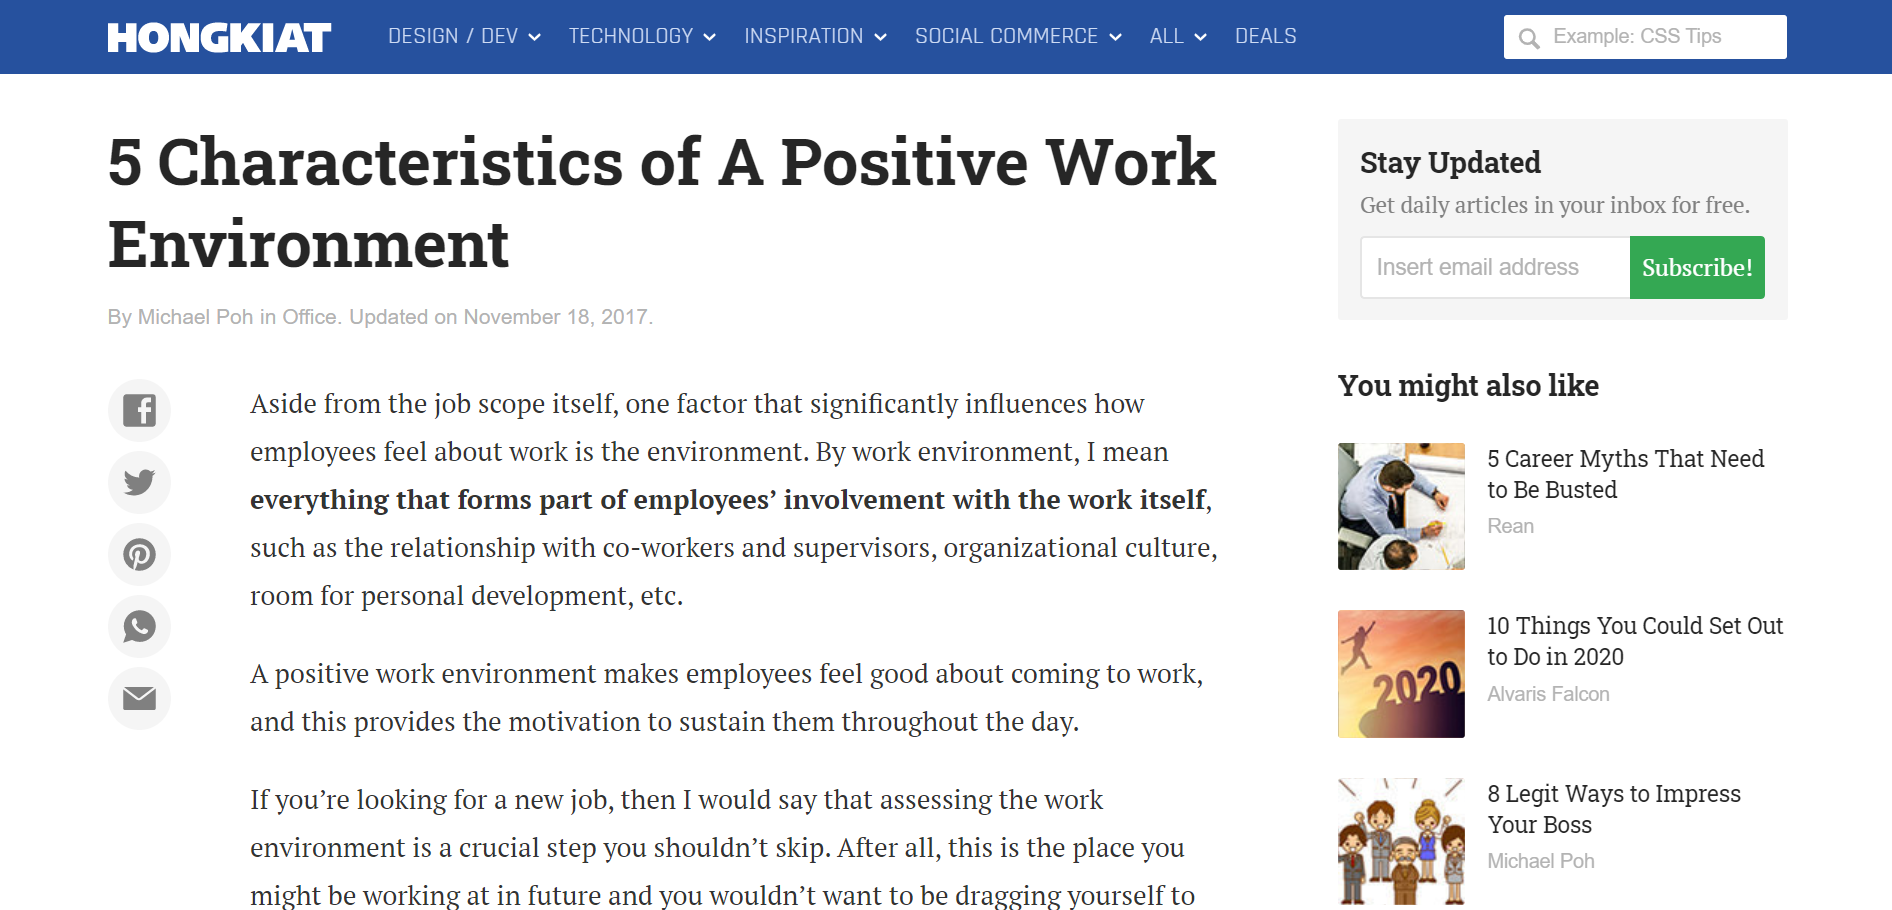 HONGKIAT
DESIGN / DEV
TECHNOLOGY
INSPIRATION
SOCIAL COMMERCE
ALL
DEALS
Example: CSS Tips
5 Characteristics of A Positive Work
Environment
By Michael Poh in Office. Updated on November 18, 2017.
Aside from the job scope itself, one factor that significantly influences how
employees feel about work is the environment. By work environment, I mean
everything that forms part of employees’ involvement with the work itself,
such as the relationship with co-workers and supervisors, organizational culture,
room for personal development, etc.
A positive work environment makes employees feel good about coming to work,
and this provides the motivation to sustain them throughout the day.
If you’re looking for a new job, then I would say that assessing the work
environment is a crucial step you shouldn’t skip. After all, this is the place you
might be working at in future and you wouldn’t want to be dragging yourself to
Stay Updated
Get daily articles in your inbox for free.
Insert email address
Subscribe!
You might also like
5 Career Myths That Need
to Be Busted
Rean
2020
10 Things You Could Set Out
to Do in 2020
Alvaris Falcon
8 Legit Ways to Impress
Your Boss
Michael Poh